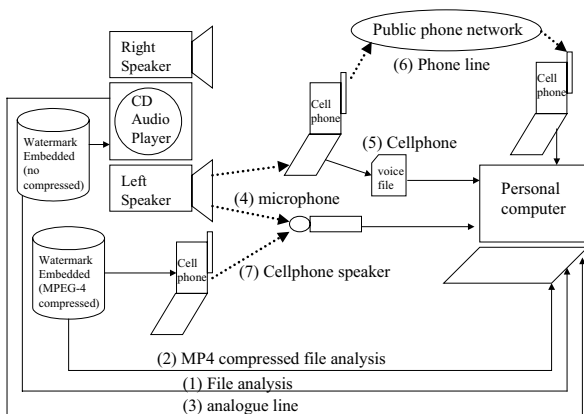 Right
Speaker
CD
Audio
Player
Watermark
Embedded
(no
compressed)
Left
Speaker
Watermark
Embedded
(MPEG-4
compressed)
Cell
phone
Cell
phone
Public phone network
(6) Phone line
Cell
phone
(5) Cellphone
voice
file
Personal
computer
(4) microphone
(7) Cellphone speaker
(2) MP4 compressed file analysis
(1) File analysis
(3) analogue line